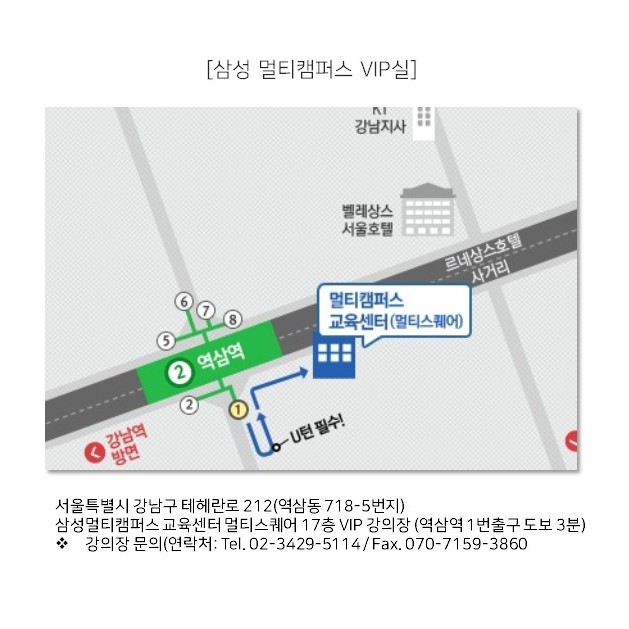 [삼성 멀티캠퍼스 VIP실]
KT
강남지사
벨레상스
서울호텔
르네상스호텔
사거리
멀티캠퍼스
교육센터(멀티스퀘어)
6
7
8
5
2 역삼역
2
1
U턴 필수!
강남역
방면
서울특별시 강남구 테헤란로 212(역삼동 718-5번지)
삼성멀티캠퍼스 교육센터 멀티스퀘어 17층 VIP 강의장 (역삼역 1번출구 도보 3분)
❖ 강의장 문의(연락처: Tel. 02-3429-5114 / Fax. 070-7159-3860